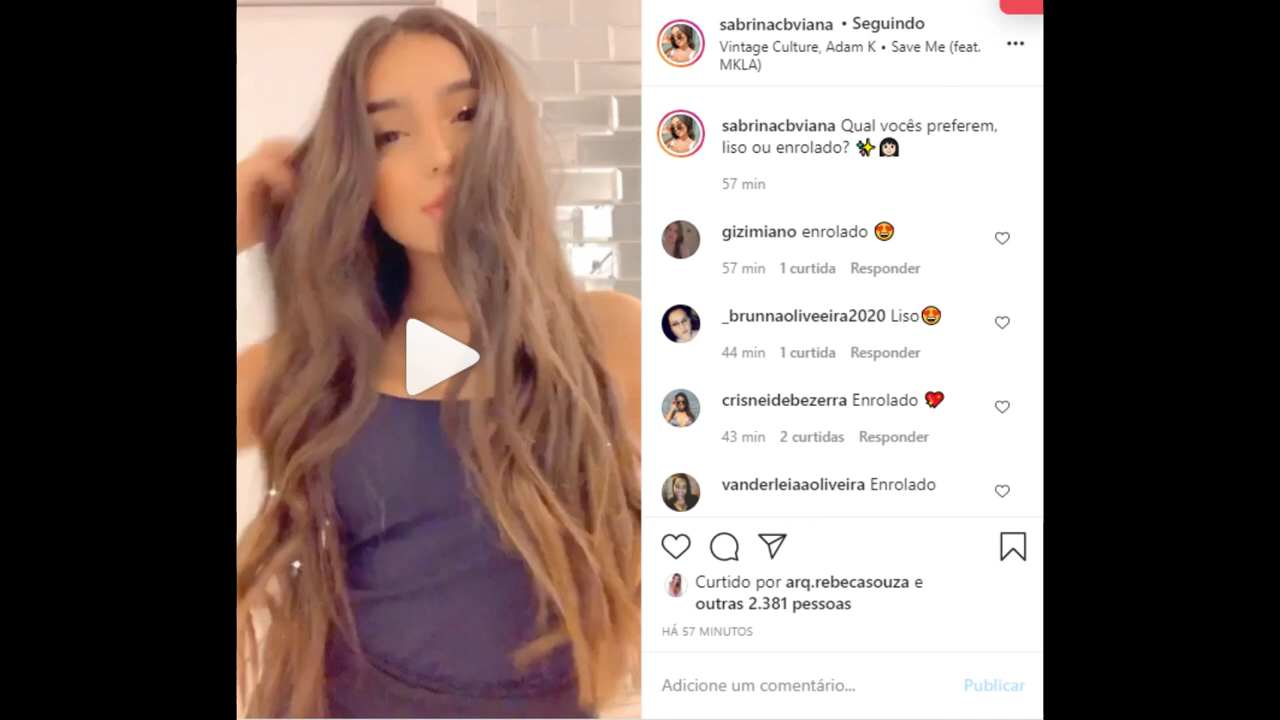 sabrinacbviana • Seguindo
Vintage Culture, Adam K • Save Me (feat.
MKLA)
sabrinacbviana Qual vocês preferem,
liso ou enrolado? ✨👩🏻
57 min
gizimiano enrolado 😍
57 min 1 curtida Responder
_brunnaoliveeira2020 Liso😍
44 min 1 curtida Responder
crisneidebezerra Enrolado 💖
43 min 2 curtidas Responder
vanderleiaaoliveira Enrolado
Curtido por arq.rebecasouza e
outras 2.381 pessoas
HÁ 57 MINUTOS
Adicione um comentário... Publicar